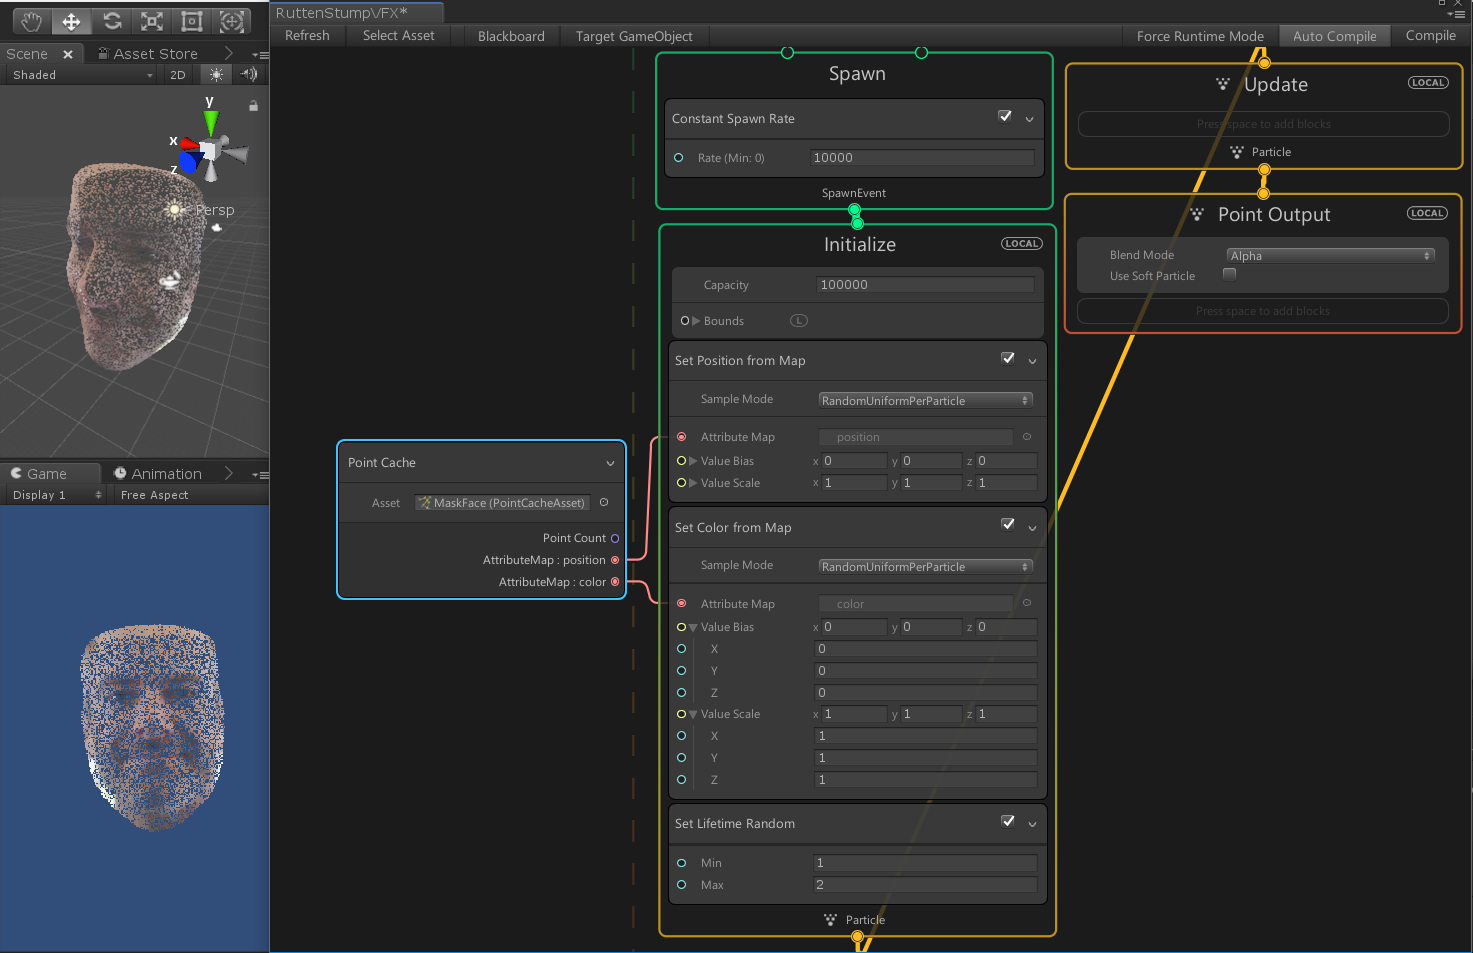 RuttenStumpVFX*
Refresh Select Asset Blackboard Target GameObject Force Runtime Mode Auto Compile Compile
Scene Asset Store
Shaded 2D
y
x
z
Persp
Game Animation
Display 1 Free Aspect
Point Cache
Asset MaskFace (PointCacheAsset)
Point Count
AttributeMap : position
AttributeMap : color
Spawn
Constant Spawn Rate
Rate (Min: 0) 10000
SpawnEvent
Initialize LOCAL
Capacity 100000
Bounds L
Set Position from Map
Sample Mode RandomUniformPerParticle
Attribute Map position
Value Bias x 0 y 0 z 0
Value Scale x 1 y 1 z 1
Set Color from Map
Sample Mode RandomUniformPerParticle
Attribute Map color
Value Bias x 0 y 0 z 0
X 0
Y 0
Z 0
Value Scale x 1 y 1 z 1
X 1
Y 1
Z 1
Set Lifetime Random
Min 1
Max 2
Particle
Update LOCAL
Press space to add blocks
Particle
Point Output LOCAL
Blend Mode Alpha
Use Soft Particle
Press space to add blocks